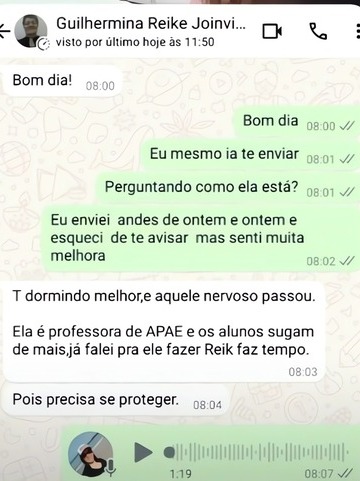 Guilhermina Reike Joinvi...
visto por último hoje às 11:50
Bom dia!
08:00
Bom dia
08:00
Eu mesmo ia te enviar
08:01
Perguntando como ela está?
08:01
Eu enviei andes de ontem e ontem e
esqueci de te avisar mas senti muita
melhora
08:02
T dormindo melhor,e aquele nervoso passou.
Ela é professora de APAE e os alunos sugam
de mais,já falei pra ele fazer Reik faz tempo.
08:03
Pois precisa se proteger.
08:04
1:19
08:07